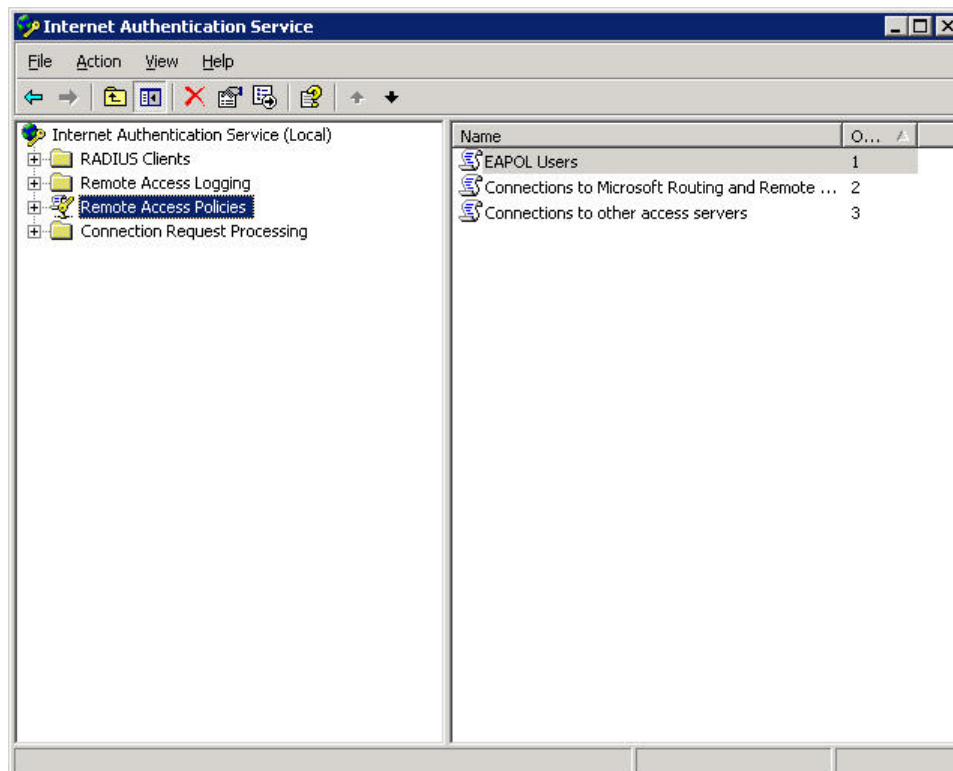 Internet Authentication Service
File Action View Help
Internet Authentication Service (Local)
RADIUS Clients
Remote Access Logging
Remote Access Policies
Connection Request Processing
Name O...
EAPOL Users 1
Connections to Microsoft Routing and Remote ... 2
Connections to other access servers 3